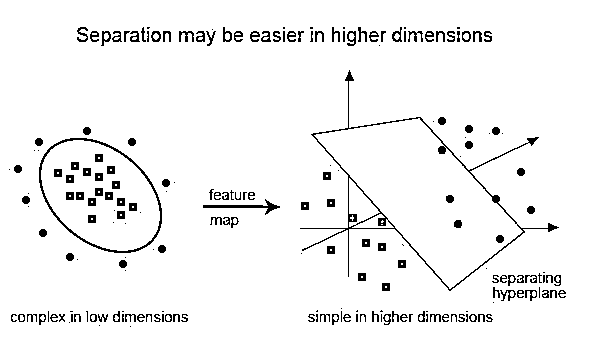 Separation may be easier in higher dimensions
feature
map
separating
hyperplane
complex in low dimensions
simple in higher dimensions